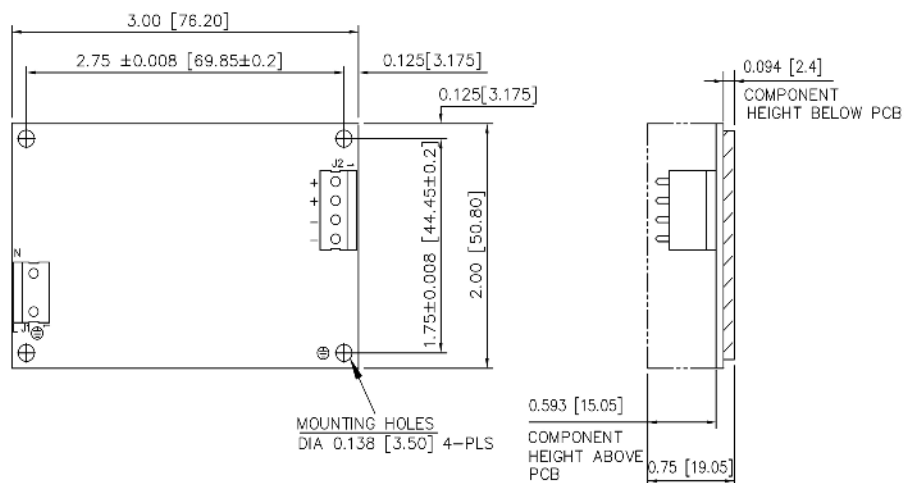 3.00 [76.20]
2.75 ±0.008 [69.85±0.2]
0.125[3.175]
0.125[3.175]
0.094 [2.4]
COMPONENT
HEIGHT BELOW PCB
J2 1
+
+
-
-
1.75±0.008 [44.45±0.2]
2.00 [50.80]
N
L J1 1
MOUNTING HOLES
DIA 0.138 [3.50] 4-PLS
0.593 [15.05]
COMPONENT
HEIGHT ABOVE
PCB
0.75 [19.05]